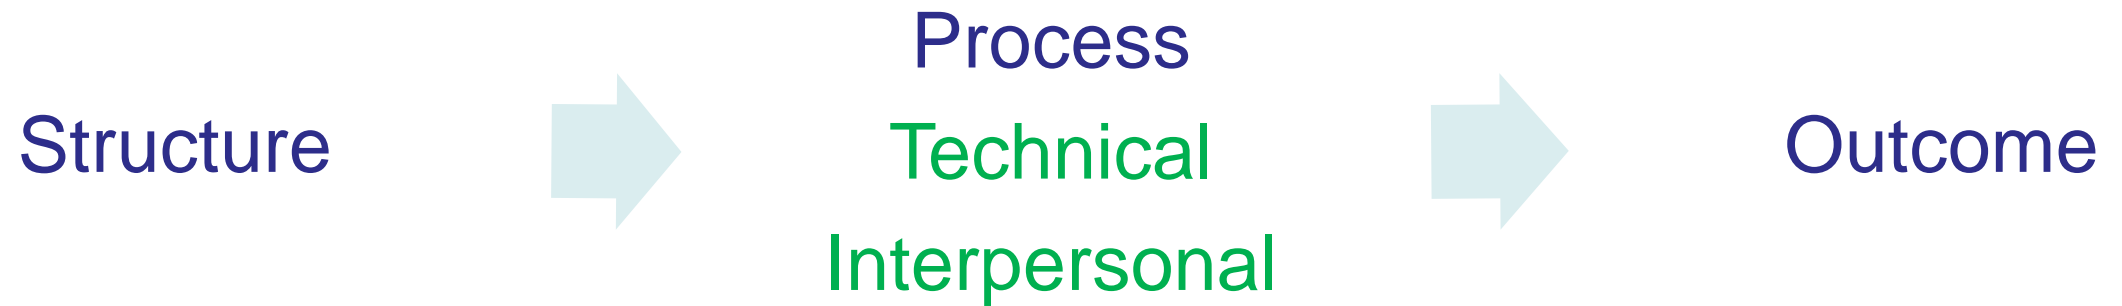 Structure
Process
Technical
Interpersonal
Outcome